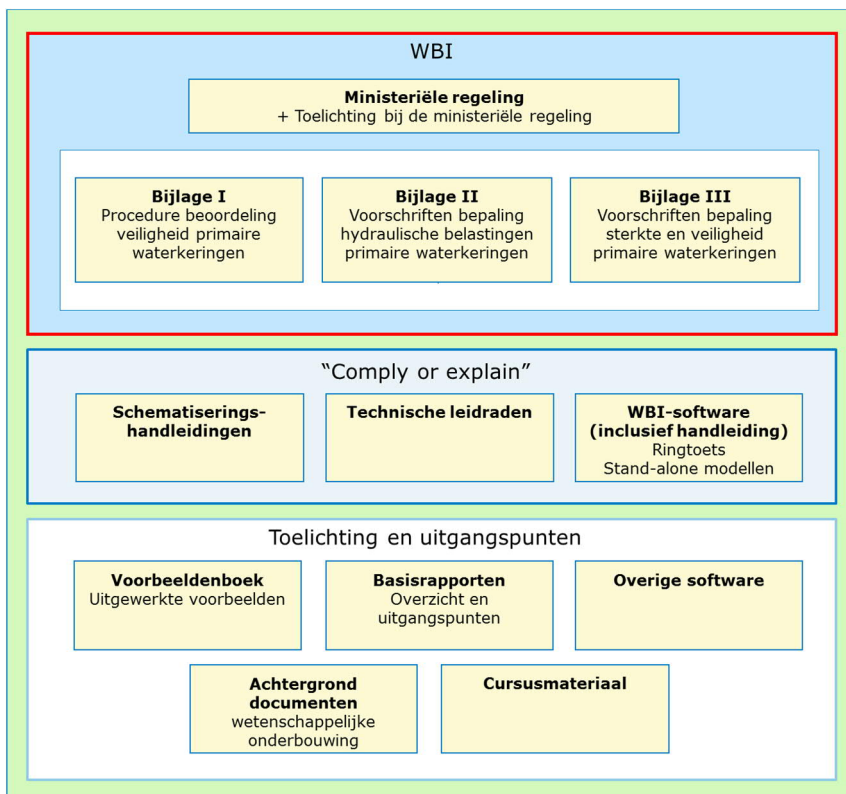 WBI
Ministeriële regeling
+ Toelichting bij de ministeriële regeling
Bijlage I
Procedure beoordeling
veiligheid primaire
waterkeringen
Bijlage II
Voorschriften bepaling
hydraulische belastingen
primaire waterkeringen
Bijlage III
Voorschriften bepaling
sterkte en veiligheid
primaire waterkeringen
“Comply or explain”
Schematiserings-
handleidingen
Technische leidraden
WBI-software
(inclusief handleiding)
Ringtoets
Stand-alone modellen
Toelichting en uitgangspunten
Voorbeeldenboek
Uitgewerkte voorbeelden
Basisrapporten
Overzicht en
uitgangspunten
Overige software
Achtergrond
documenten
wetenschappelijke
onderbouwing
Cursusmateriaal